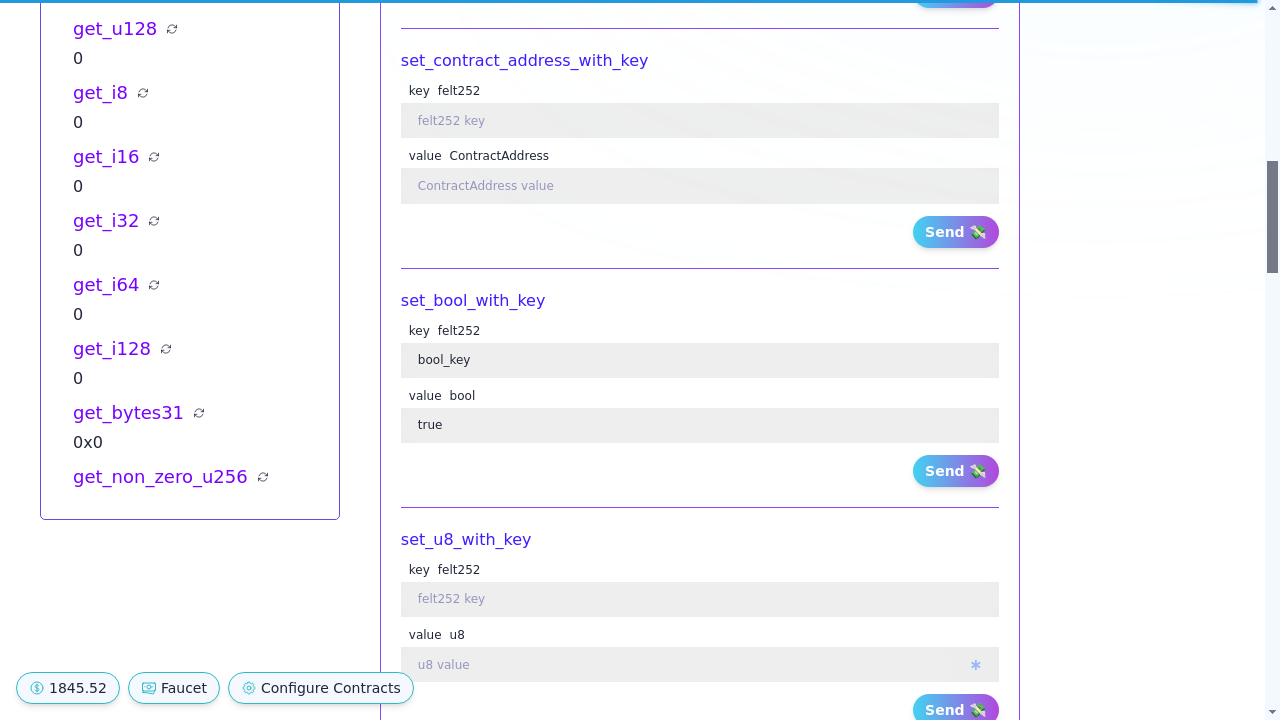 get_u128
0
get_i8
0
get_i16
0
get_i32
0
get_i64
0
get_i128
0
get_bytes31
0x0
get_non_zero_u256
set_contract_address_with_key
key felt252
felt252 key
value ContractAddress
ContractAddress value
Send 💸
set_bool_with_key
key felt252
bool_key
value bool
true
Send 💸
set_u8_with_key
key felt252
felt252 key
value u8
u8 value
Send 💸
1845.52
Faucet
Configure Contracts